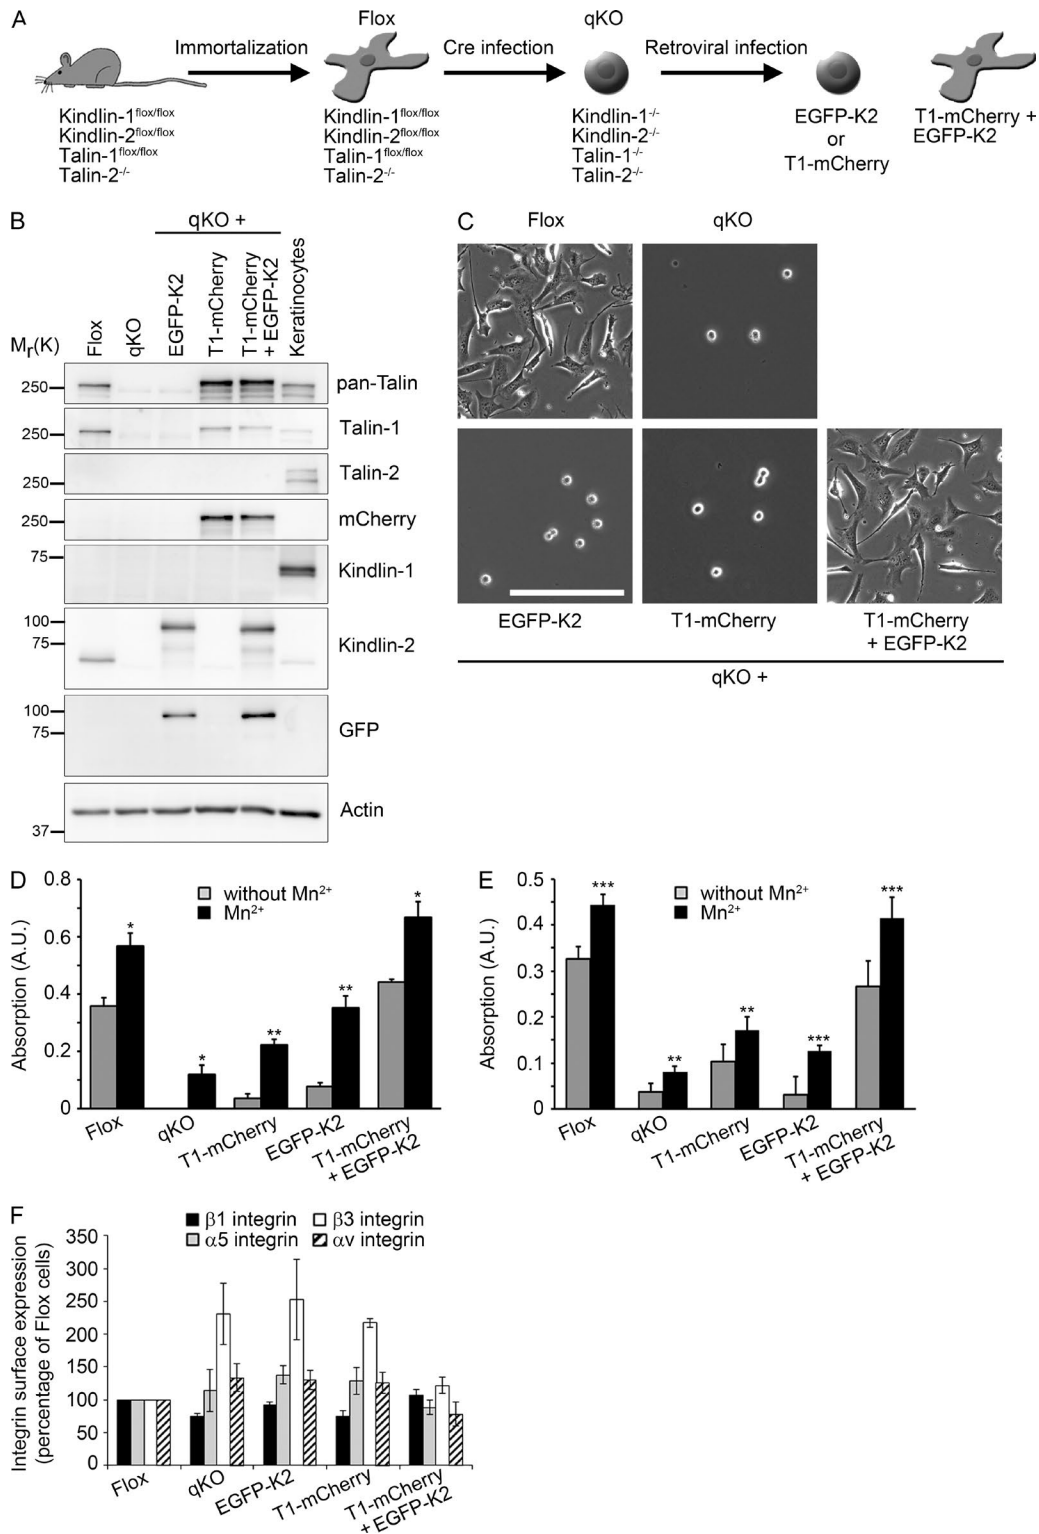 A
Flox
qKO
Immortalization
Cre infection
Retroviral infection
Kindlin-1flox/flox
Kindlin-2flox/flox
Talin-1flox/flox
Talin-2-/-
Kindlin-1flox/flox
Kindlin-2flox/flox
Talin-1flox/flox
Talin-2-/-
Kindlin-1-/-
Kindlin-2-/-
Talin-1-/-
Talin-2-/-
EGFP-K2
or
T1-mCherry
T1-mCherry +
EGFP-K2
B
qKO +
Mr(K)
Flox
qKO
EGFP-K2
T1-mCherry
T1-mCherry
+ EGFP-K2
Keratinocytes
250
pan-Talin
250
Talin-1
250
Talin-2
250
mCherry
75
Kindlin-1
100
75
Kindlin-2
100
75
GFP
37
Actin
C
Flox
qKO
EGFP-K2
T1-mCherry
T1-mCherry
+ EGFP-K2
qKO +
D
Absorption (A.U.)
0.8
0.6
0.4
0.2
0
without Mn2+
Mn2+
*
*
**
**
*
Flox
qKO
T1-mCherry
EGFP-K2
T1-mCherry
+ EGFP-K2
E
Absorption (A.U.)
0.5
0.4
0.3
0.2
0.1
0
without Mn2+
Mn2+
***
**
**
***
***
Flox
qKO
T1-mCherry
EGFP-K2
T1-mCherry
+ EGFP-K2
F
Integrin surface expression
(percentage of Flox cells)
350
300
250
200
150
100
50
0
β1 integrin
β3 integrin
α5 integrin
αv integrin
Flox
qKO
EGFP-K2
T1-mCherry
T1-mCherry
+ EGFP-K2